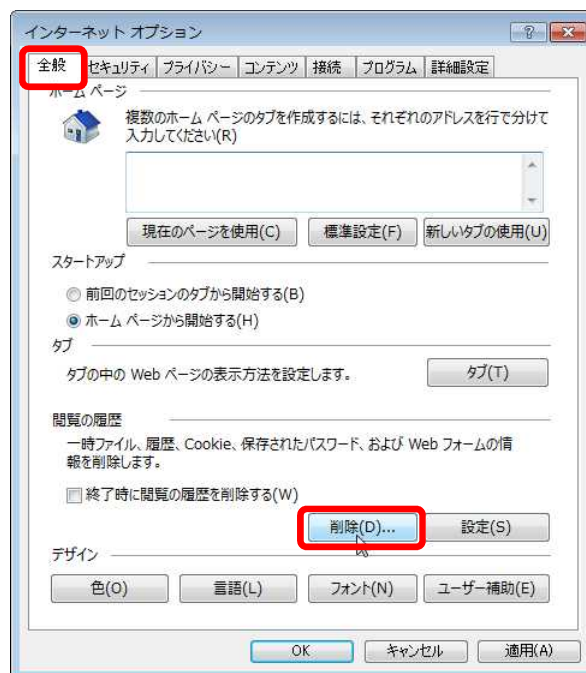 インターネット オプション
全般 セキュリティ プライバシー コンテンツ 接続 プログラム 詳細設定
ホーム ページ
複数のホーム ページのタブを作成するには、それぞれのアドレスを行で分けて
入力してください(R)
現在のページを使用(C) 標準設定(F) 新しいタブの使用(U)
スタートアップ
前回のセッションのタブから開始する(B)
ホーム ページから開始する(H)
タブ
タブの中の Web ページの表示方法を設定します。 タブ(T)
閲覧の履歴
一時ファイル、履歴、Cookie、保存されたパスワード、および Web フォームの情
報を削除します。
終了時に閲覧の履歴を削除する(W)
削除(D)... 設定(S)
デザイン
色(O) 言語(L) フォント(N) ユーザー補助(E)
OK キャンセル 適用(A)